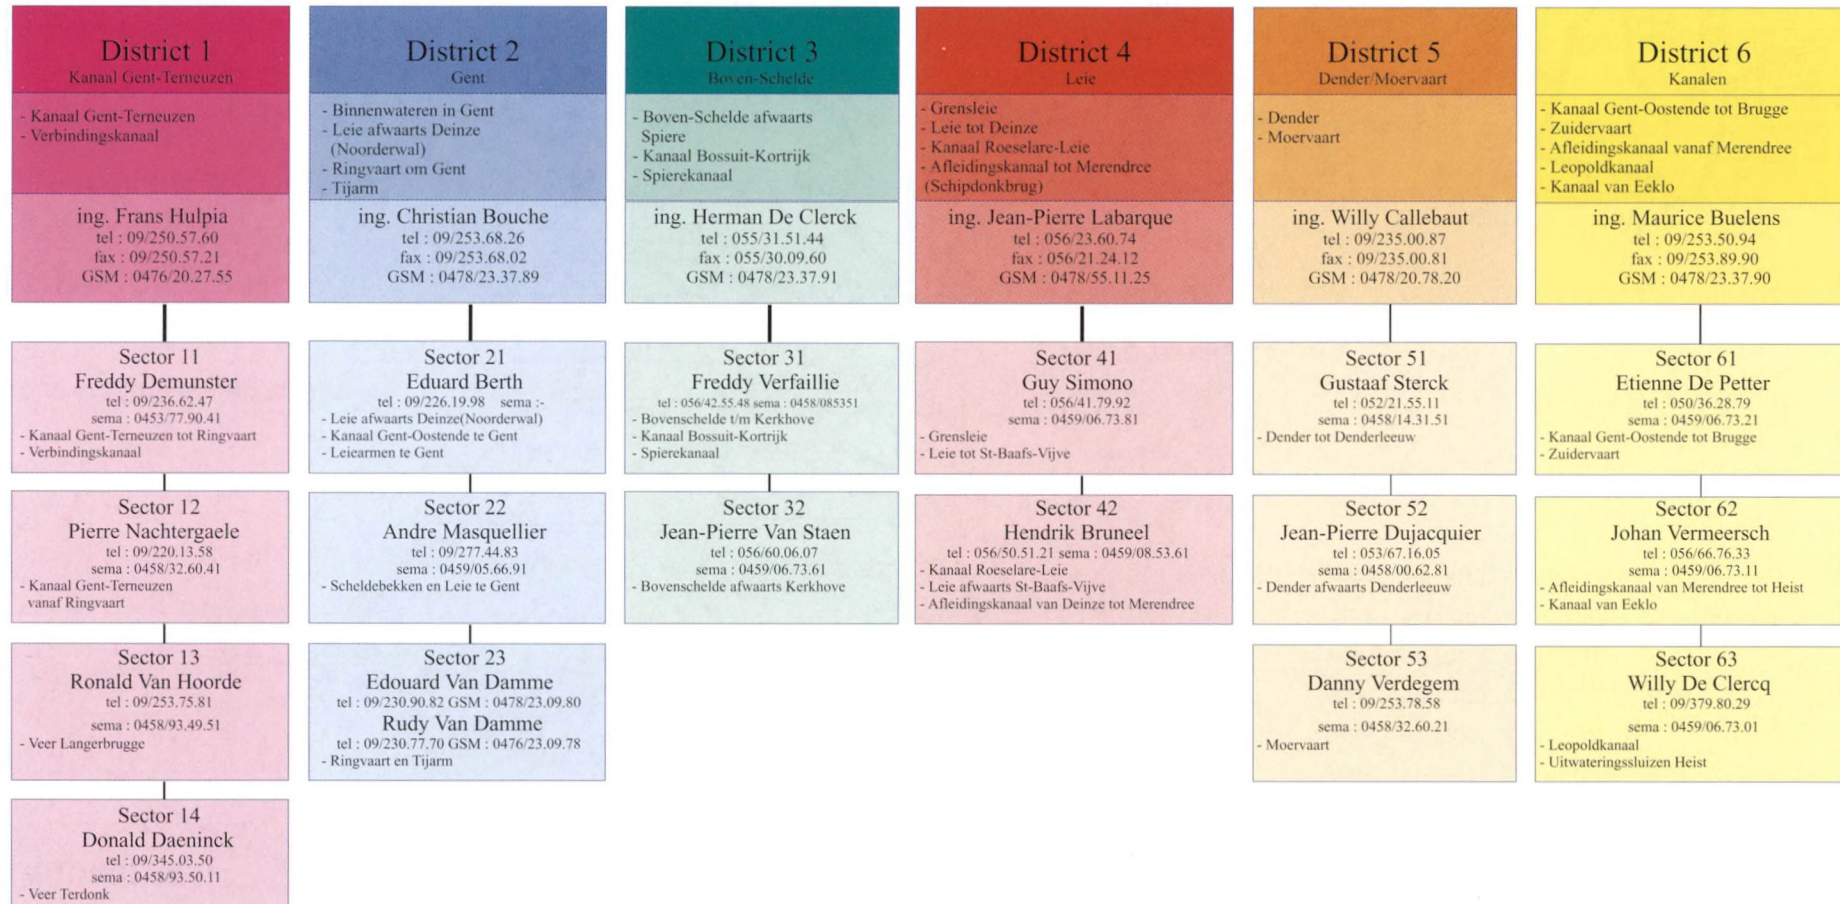 District 1
Kanaal Gent-Terneuzen
- Kanaal Gent-Terneuzen
- Verbindingskanaal
ing. Frans Hulpia
tel : 09/250.57.60
fax : 09/250.57.21
GSM : 0476/20.27.55
Sector 11
Freddy Demunster
tel : 09/236.62.47
sema : 0453/77.90.41
- Kanaal Gent-Terneuzen tot Ringvaart
- Verbindingskanaal
Sector 12
Pierre Nachtergaele
tel : 09/220.13.58
sema : 0458/32.60.41
- Kanaal Gent-Terneuzen
vanaf Ringvaart
Sector 13
Ronald Van Hoorde
tel : 09/253.75.81
sema : 0458/93.49.51
- Veer Langerbrugge
Sector 14
Donald Daeninck
tel : 09/345.03.50
sema : 0458/93.50.11
- Veer Terdonk
District 2
Gent
- Binnenwateren in Gent
- Leie afwaarts Deinze
(Noorderwal)
- Ringvaart om Gent
- Tijarm
ing. Christian Bouche
tel : 09/253.68.26
fax : 09/253.68.02
GSM : 0478/23.37.89
Sector 21
Eduard Berth
tel : 09/226.19.98 sema :-
- Leie afwaarts Deinze(Noorderwal)
- Kanaal Gent-Oostende te Gent
- Leiearmen te Gent
Sector 22
Andre Masquellier
tel : 09/277.44.83
sema : 0459/05.66.91
- Scheldebekken en Leie te Gent
Sector 23
Edouard Van Damme
tel : 09/230.90.82 GSM : 0478/23.09.80
Rudy Van Damme
tel : 09/230.77.70 GSM : 0476/23.09.78
- Ringvaart en Tijarm
District 3
Boven-Schelde
- Boven-Schelde afwaarts
Spiere
- Kanaal Bossuit-Kortrijk
- Spierekanaal
ing. Herman De Clerck
tel : 055/31.51.44
fax : 055/30.09.60
GSM : 0478/23.37.91
Sector 31
Freddy Verfaillie
tel : 056/42.55.48 sema : 0458/085351
- Bovenschelde t/m Kerkhove
- Kanaal Bossuit-Kortrijk
- Spierekanaal
Sector 32
Jean-Pierre Van Staen
tel : 056/60.06.07
sema : 0459/06.73.61
- Bovenschelde afwaarts Kerkhove
District 4
Leie
- Grensleie
- Leie tot Deinze
- Kanaal Roeselare-Leie
- Afleidingskanaal tot Merendree
(Schipdonkbrug)
ing. Jean-Pierre Labarque
tel : 056/23.60.74
fax : 056/21.24.12
GSM : 0478/55.11.25
Sector 41
Guy Simono
tel : 056/41.79.92
sema : 0459/06.73.81
- Grensleie
- Leie tot St-Baafs-Vijve
Sector 42
Hendrik Bruneel
tel : 056/50.51.21 sema : 0459/08.53.61
- Kanaal Roeselare-Leie
- Leie afwaarts St-Baafs-Vijve
- Afleidingskanaal van Deinze tot Merendree
District 5
Dender/Moervaart
- Dender
- Moervaart
ing. Willy Callebaut
tel : 09/235.00.87
fax : 09/235.00.81
GSM : 0478/20.78.20
Sector 51
Gustaaf Sterck
tel : 052/21.55.11
sema : 0458/14.31.51
- Dender tot Denderleeuw
Sector 52
Jean-Pierre Dujacquier
tel : 053/67.16.05
sema : 0458/00.62.81
- Dender afwaarts Denderleeuw
Sector 53
Danny Verdegem
tel : 09/253.78.58
sema : 0458/32.60.21
- Moervaart
District 6
Kanalen
- Kanaal Gent-Oostende tot Brugge
- Zuidervaart
- Afleidingskanaal vanaf Merendree
- Leopoldkanaal
- Kanaal van Eeklo
ing. Maurice Buelens
tel : 09/253.50.94
fax : 09/253.89.90
GSM : 0478/23.37.90
Sector 61
Etienne De Petter
tel : 050/36.28.79
sema : 0459/06.73.21
- Kanaal Gent-Oostende tot Brugge
- Zuidervaart
Sector 62
Johan Vermeersch
tel : 056/66.76.33
sema : 0459/06.73.11
- Afleidingskanaal van Merendree tot Heist
- Kanaal van Eeklo
Sector 63
Willy De Clercq
tel : 09/379.80.29
sema : 0459/06.73.01
- Leopoldkanaal
- Uitwateringssluizen Heist